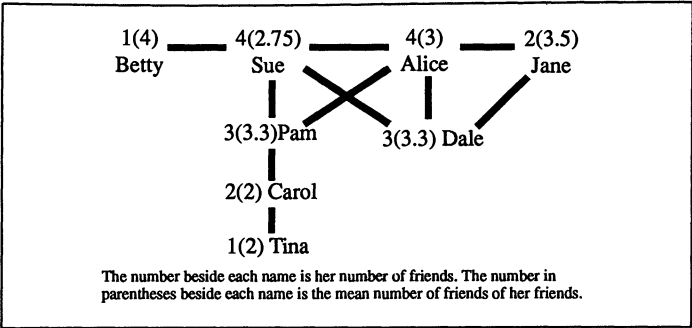 1(4) 4(2.75) 4(3) 2(3.5)
Betty Sue Alice Jane
3(3.3)Pam 3(3.3) Dale
2(2) Carol
1(2) Tina
The number beside each name is her number of friends. The number in
parentheses beside each name is the mean number of friends of her friends.